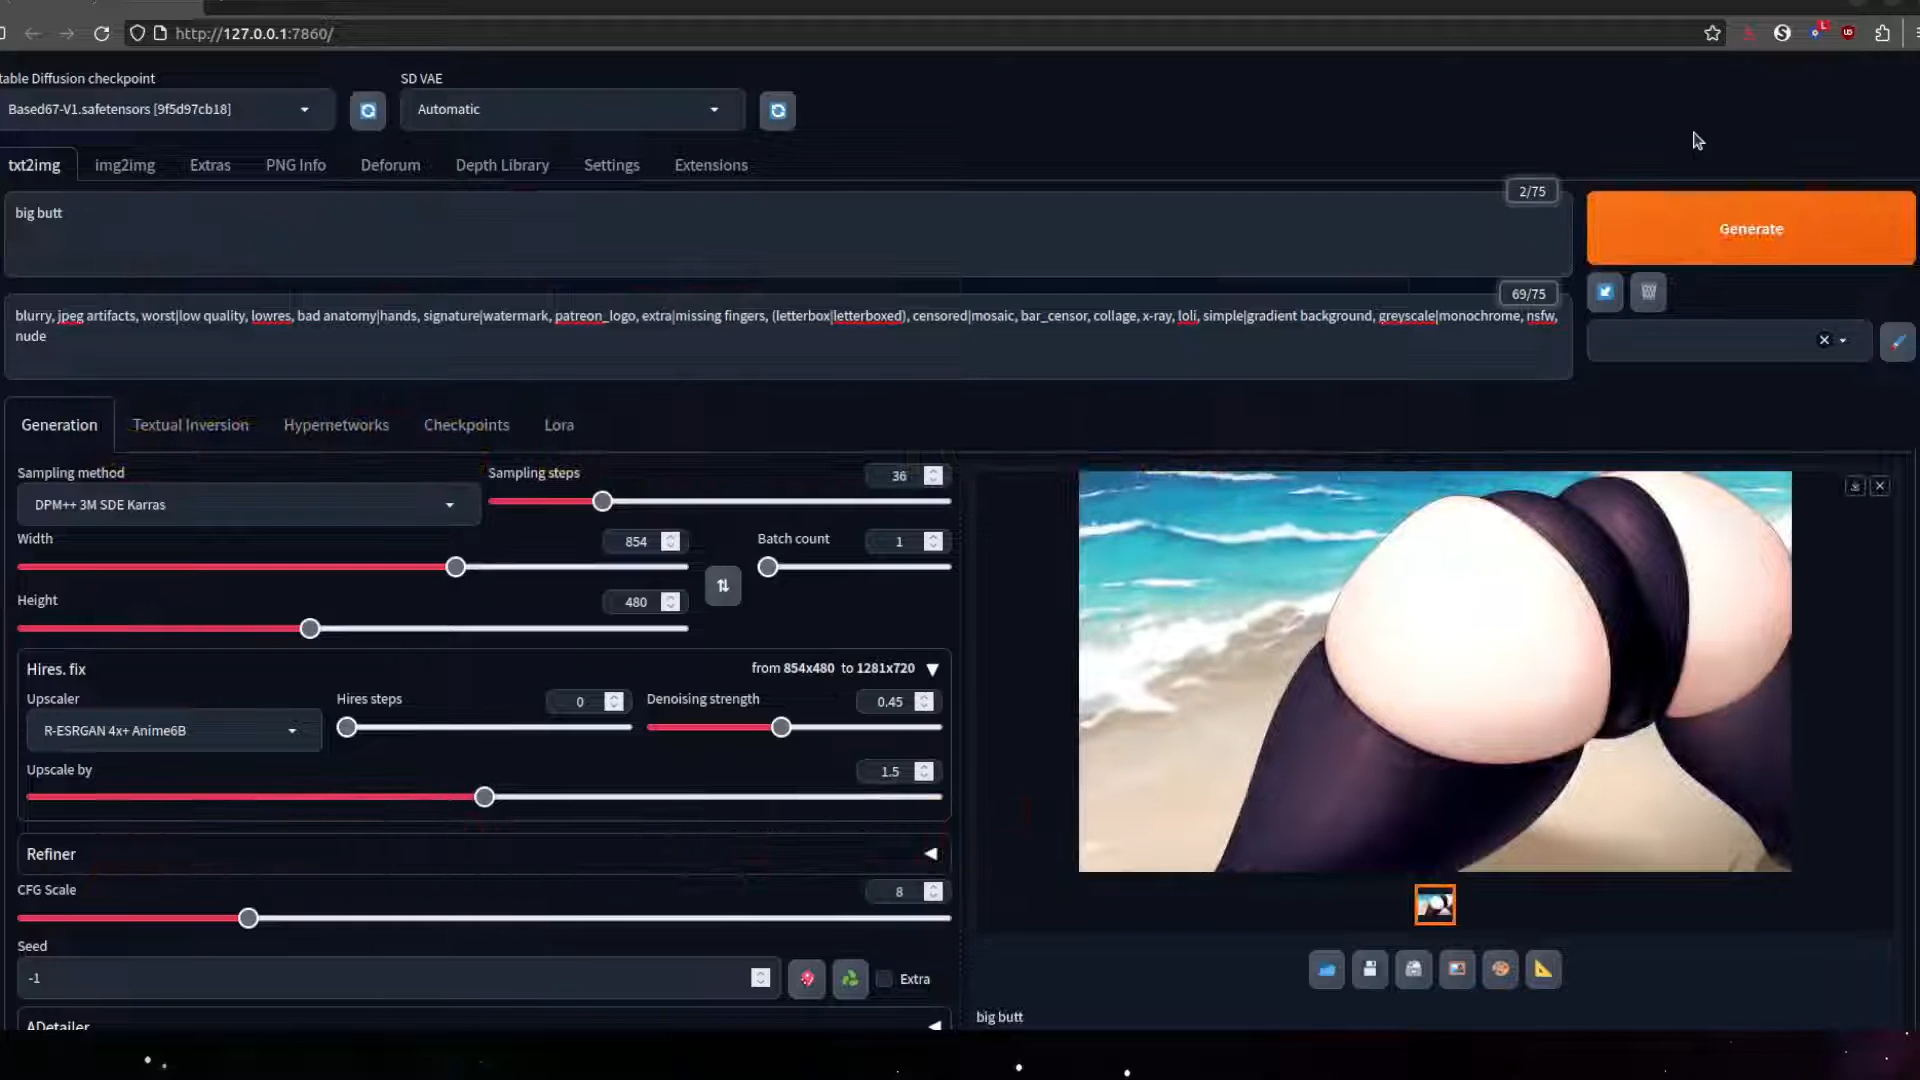 http://127.0.0.1:7860/
table Diffusion checkpoint
SD VAE
Based67-V1.safetensors [9f5d97cb18]
Automatic
txt2img
img2img
Extras
PNG Info
Deforum
Depth Library
Settings
Extensions
2/75
big butt
Generate
69/75
blurry, jpeg artifacts, worst|low quality, lowres, bad anatomy|hands, signature|watermark, patreon_logo, extra|missing fingers, (letterbox|letterboxed), censored|mosaic, bar_censor, collage, x-ray, loli, simple|gradient background, greyscale|monochrome, nsfw,
nude
Generation
Textual Inversion
Hypernetworks
Checkpoints
Lora
Sampling method
Sampling steps
36
DPM++ 3M SDE Karras
Width
854
Batch count
1
Height
480
Hires. fix
from 854x480 to 1281x720
Upscaler
Hires steps
0
Denoising strength
0.45
R-ESRGAN 4x+ Anime6B
Upscale by
1.5
Refiner
CFG Scale
8
Seed
-1
Extra
ADetailer
big butt